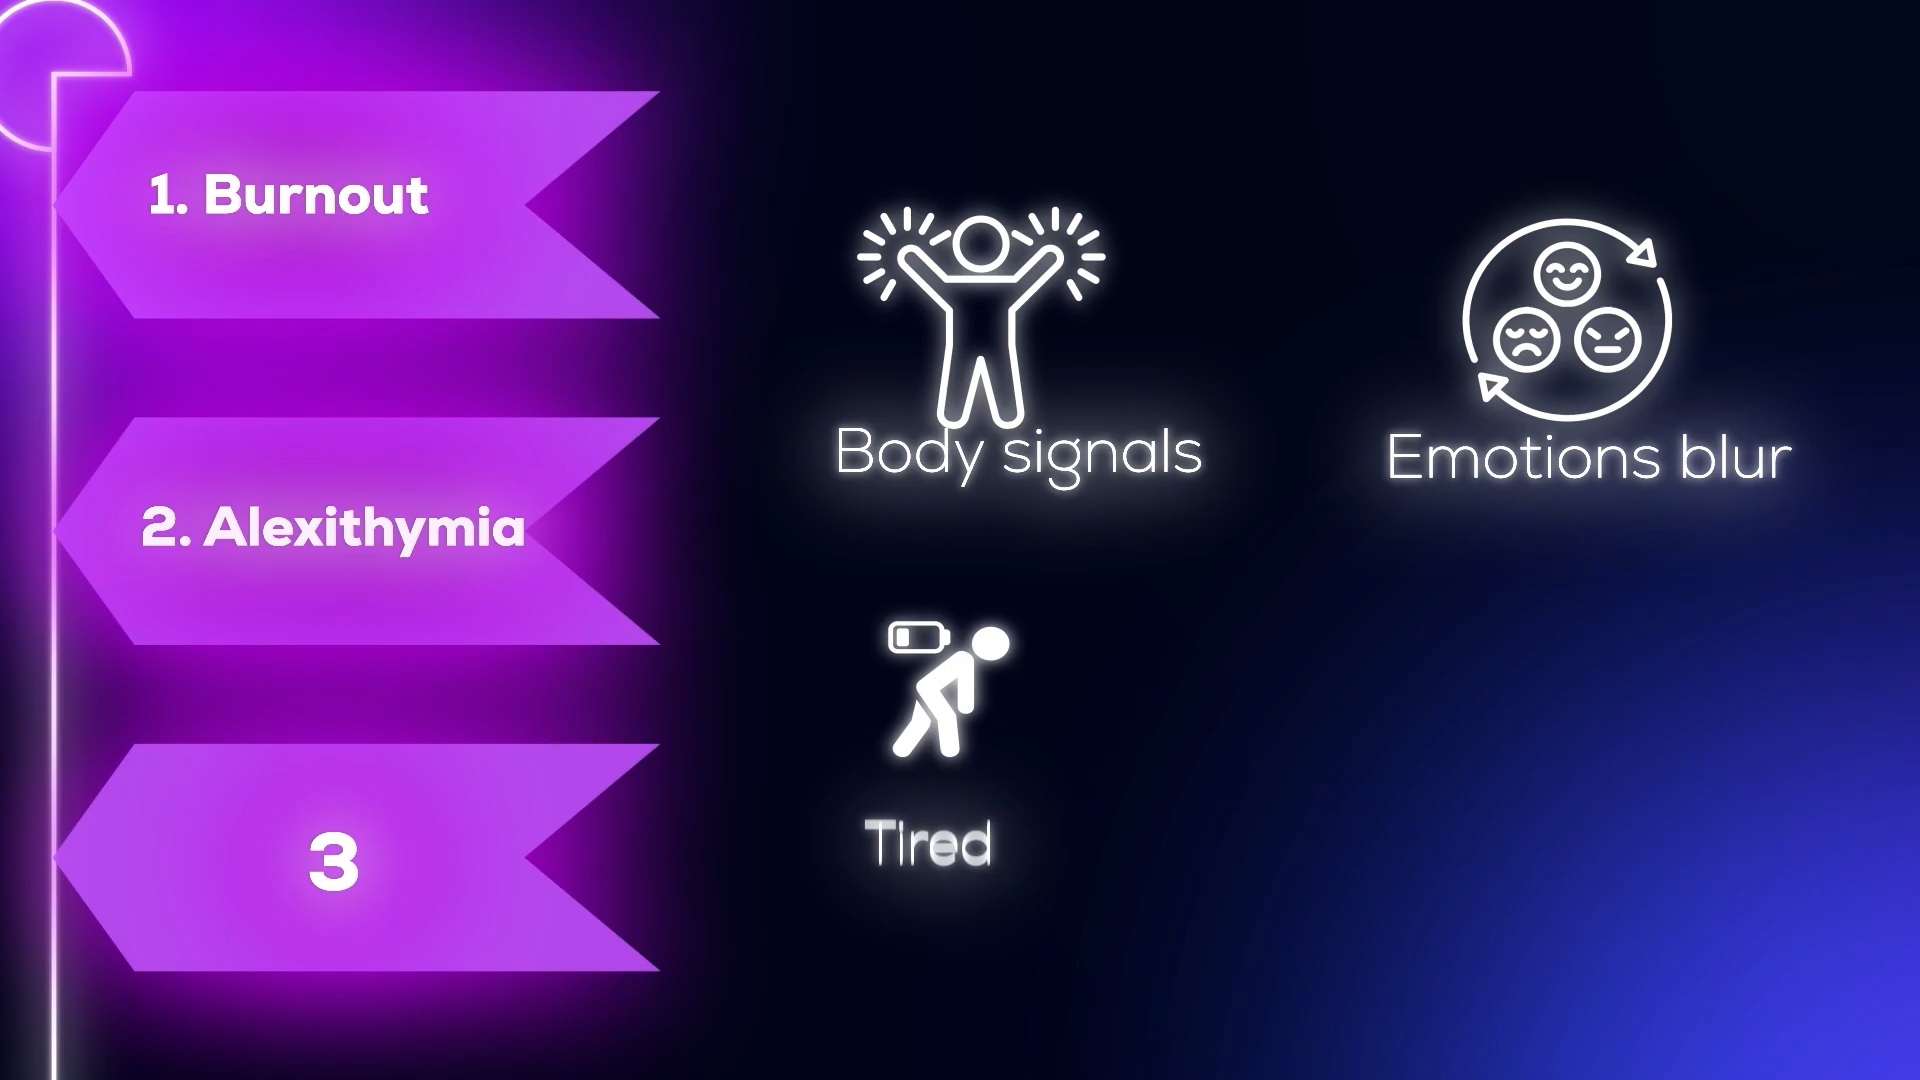 1. Burnout
2. Alexithymia
3
Body signals
Emotions blur
Tired